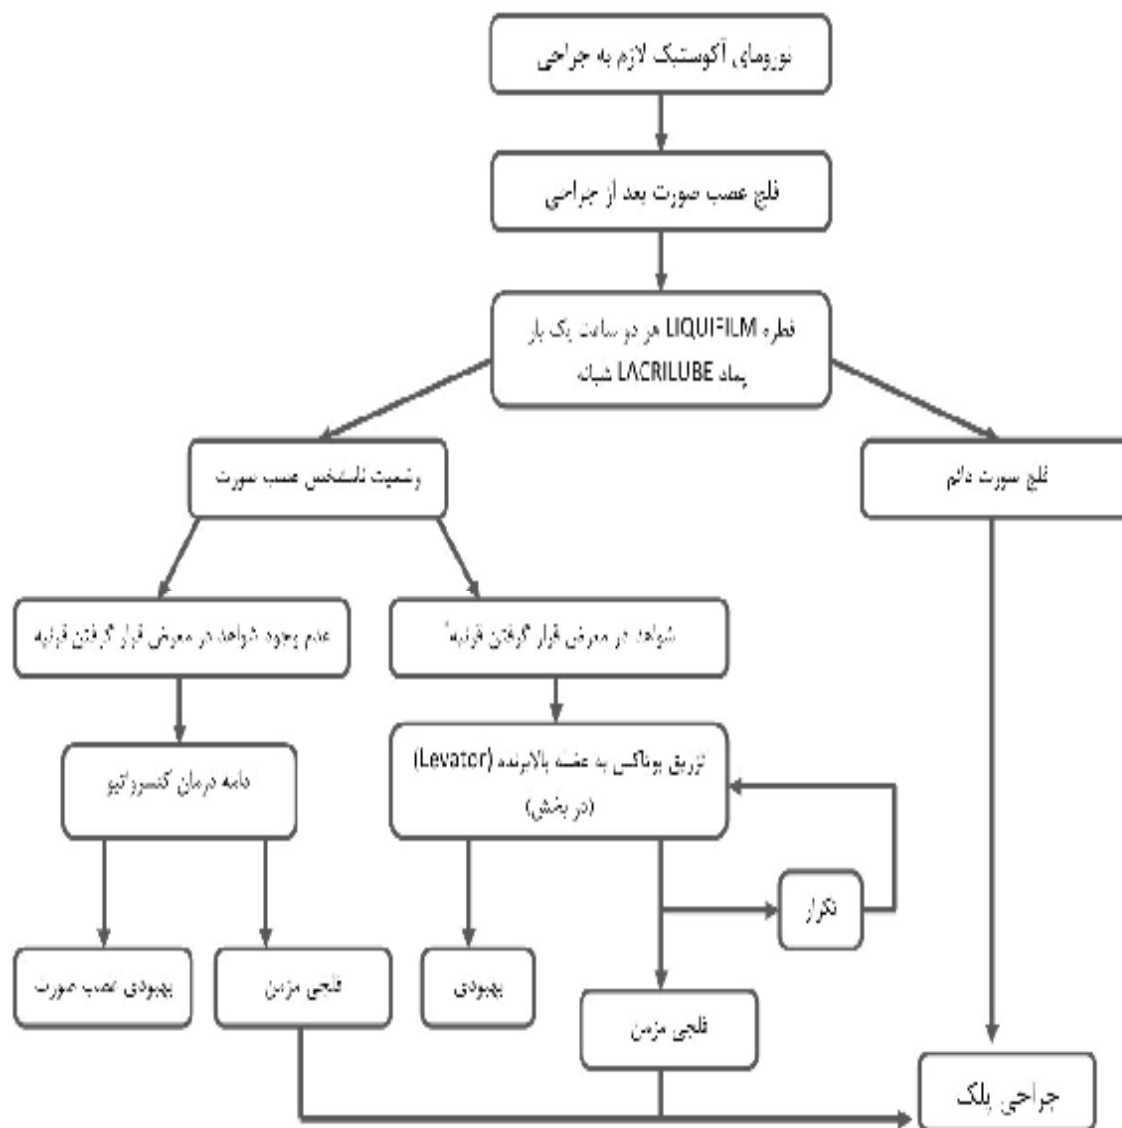 نورومای آکوستیک لازم به جراحی
فلج عصب صورت بعد از جراحی
قطره LIQUIFILM هر دو ساعت یک بار
پماد LACRILUBE شبانه
وضعیت نامشخص عصب صورت
فلج صورت دائم
عدم وجود شواهد در معرض قرار گرفتن قرنیه
شواهد در معرض قرار گرفتن قرنیه
ادامه درمان کنسرواتیو
تزریق بوتاکس به عضله بالابرنده (Levator)
(در بخش)
تکرار
بهبودی عصب صورت
فلجی مزمن
بهبودی
فلجی مزمن
جراحی پلک